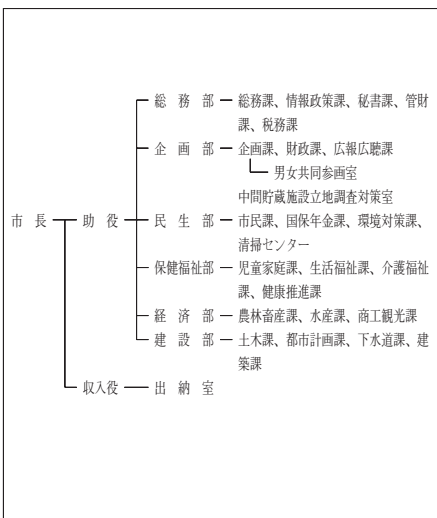 総務部 総務課、情報政策課、秘書課、管財
課、税務課
企画部 企画課、財政課、広報広聴課
男女共同参画室
中間貯蔵施設立地調査対策室
市長 助役 民生部 市民課、国保年金課、環境対策課、
清掃センター
保健福祉部 児童家庭課、生活福祉課、介護福祉
課、健康推進課
経済部 農林畜産課、水産課、商工観光課
建設部 土木課、都市計画課、下水道課、建
築課
収入役 出納室